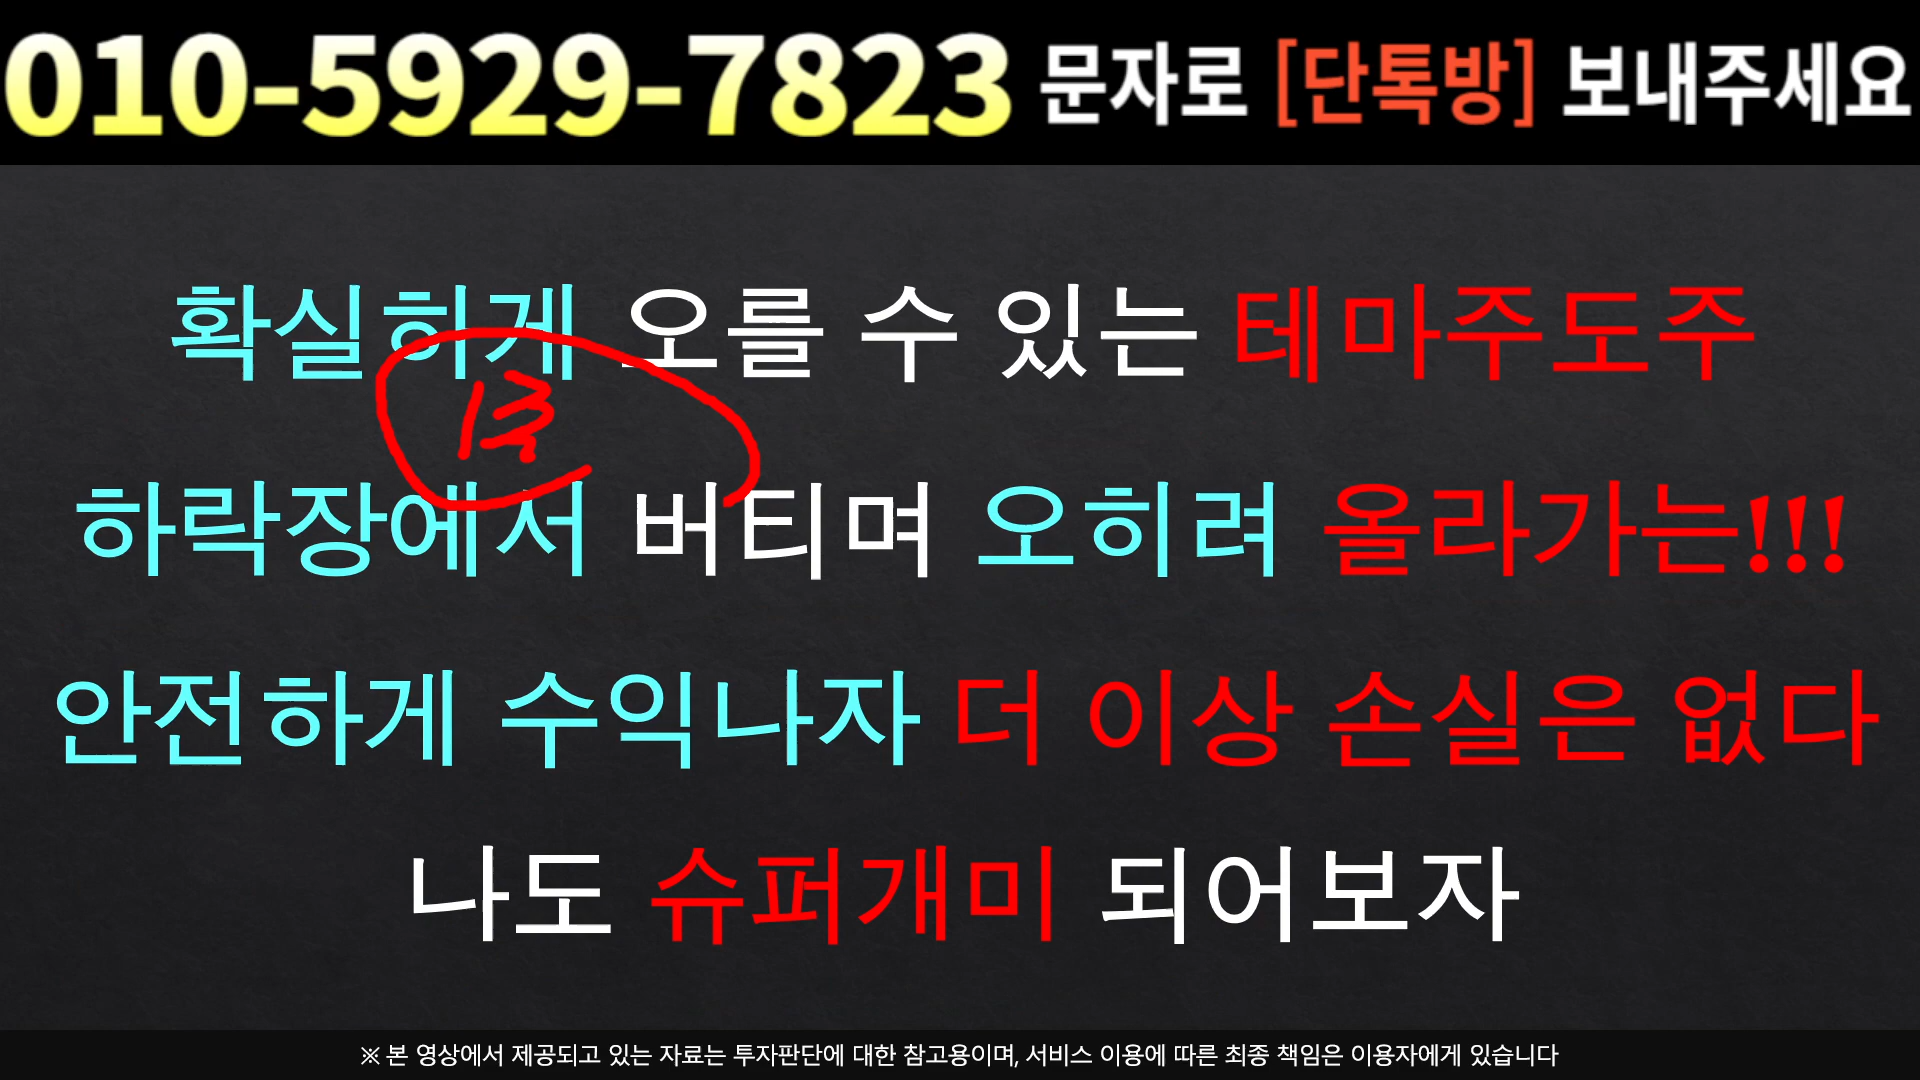 010-5929-7823 문자로 [단톡방] 보내주세요
확실하게 오를 수 있는 테마주도주
하락장에서 버티며 오히려 올라가는!!!
안전하게 수익나자 더 이상 손실은 없다
나도 슈퍼개미 되어보자
※ 본 영상에서 제공되고 있는 자료는 투자판단에 대한 참고용이며, 서비스 이용에 따른 최종 책임은 이용자에게 있습니다